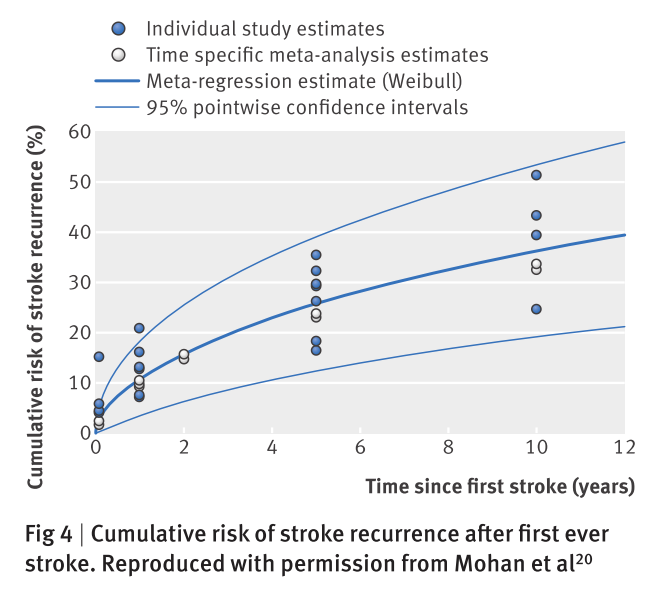 Individual study estimates
Time specific meta-analysis estimates
Meta-regression estimate (Weibull)
95% pointwise confidence intervals
Cumulative risk of stroke recurrence (%)
60
50
40
30
20
10
0
0 2 4 6 8 10 12
Time since first stroke (years)
Fig 4 | Cumulative risk of stroke recurrence after first ever
stroke. Reproduced with permission from Mohan et al²⁰